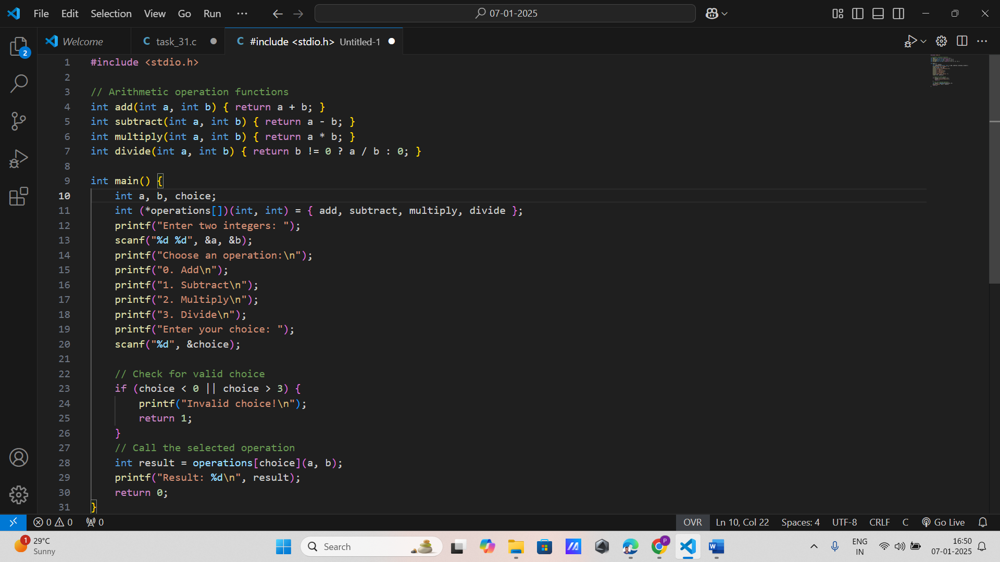 File Edit Selection View Go Run ··· 07-01-2025
Welcome C task_31.c C #include <stdio.h> Untitled-1
2
1 #include <stdio.h>
2
3 // Arithmetic operation functions
4 int add(int a, int b) { return a + b; }
5 int subtract(int a, int b) { return a - b; }
6 int multiply(int a, int b) { return a * b; }
7 int divide(int a, int b) { return b != 0 ? a / b : 0; }
8
9 int main() {
10 int a, b, choice;
11 int (*operations[])(int, int) = { add, subtract, multiply, divide };
12 printf("Enter two integers: ");
13 scanf("%d %d", &a, &b);
14 printf("Choose an operation:\n");
15 printf("0. Add\n");
16 printf("1. Subtract\n");
17 printf("2. Multiply\n");
18 printf("3. Divide\n");
19 printf("Enter your choice: ");
20 scanf("%d", &choice);
21
22 // Check for valid choice
23 if (choice < 0 || choice > 3) {
24 printf("Invalid choice!\n");
25 return 1;
26 }
27 // Call the selected operation
28 int result = operations[choice](a, b);
29 printf("Result: %d\n", result);
30 return 0;
31 }
0 0 0 OVR Ln 10, Col 22 Spaces: 4 UTF-8 CRLF C Go Live
1 29°C Search P W ENG 16:50
Sunny IN 07-01-2025